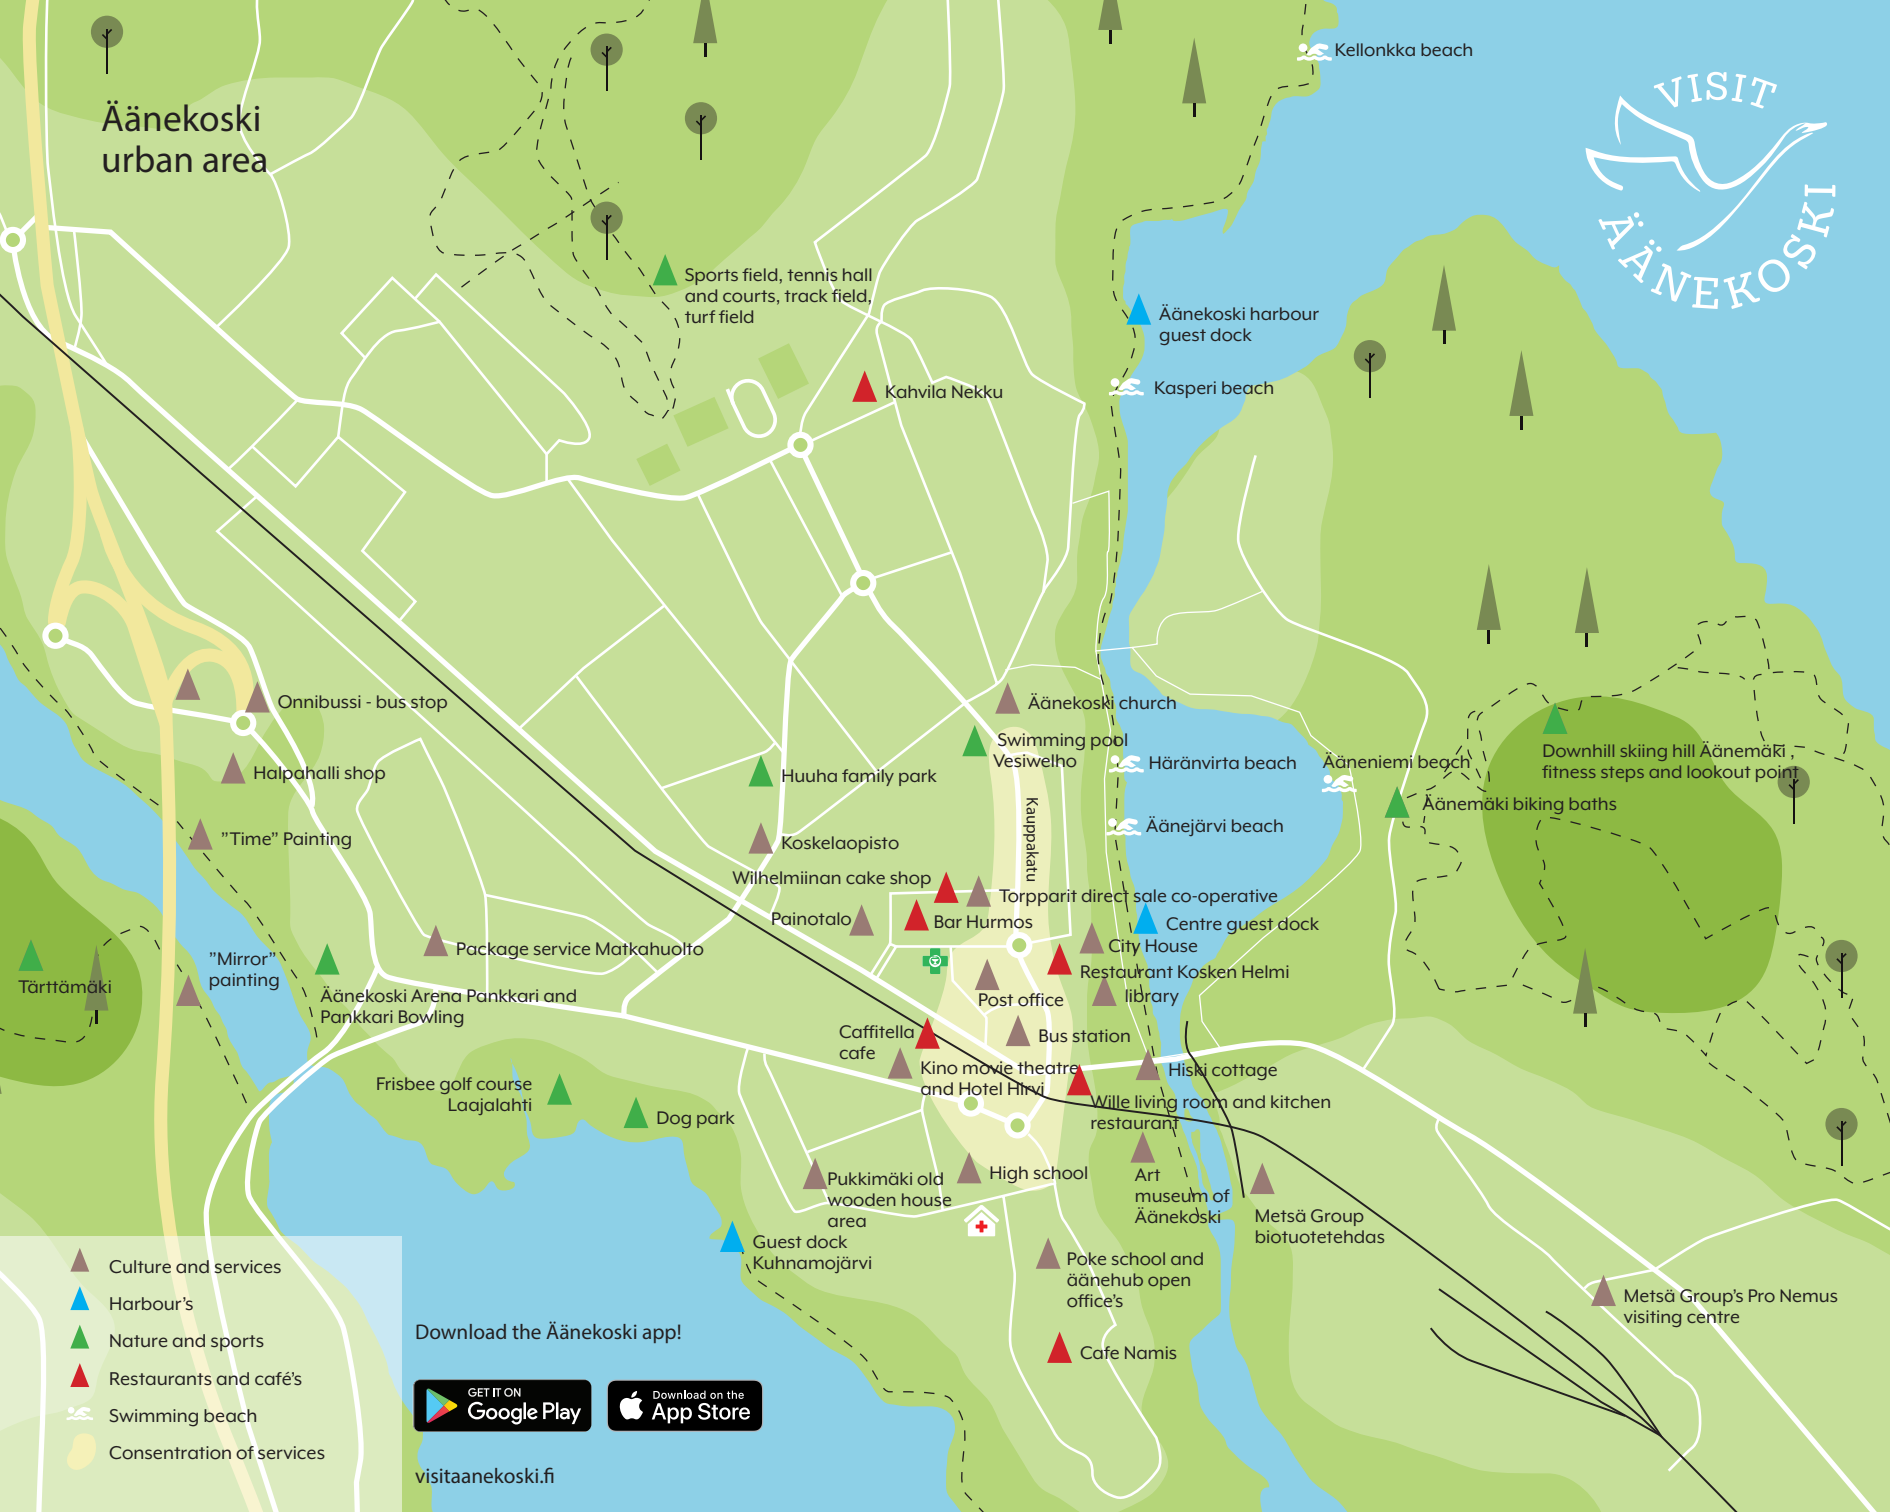 Äänekoski
urban area
Kellonkka beach
VISIT
ÄÄNEKOSKI
Sports field, tennis hall
and courts, track field,
turf field
Äänekoski harbour
guest dock
Kahvila Nekku
Kasperi beach
Onnibussi - bus stop
Äänekoski church
Swimming pool
Vesiwelho
Halpahalli shop
Huuha family park
Häränvirta beach
Ääneniemi beach
Downhill skiing hill Äänemäki ,
fitness steps and lookout point
Äänemäki biking baths
Kauppakatu
"Time" Painting
Koskelaopisto
Äänejärvi beach
Wilhelmiinan cake shop
Torpparit direct sale co-operative
Painotalo
Bar Hurmos
Centre guest dock
City House
Package service Matkahuolto
"Mirror"
painting
Restaurant Kosken Helmi
Tärttämäki
Äänekoski Arena Pankkari and
Pankkari Bowling
Post office
library
Caffitella
cafe
Bus station
Kino movie theatre
and Hotel Hirvi
Hiski cottage
Frisbee golf course
Laajalahti
Dog park
Wille living room and kitchen
restaurant
Pukkimäki old
wooden house
area
High school
Art
museum of
Äänekoski
Metsä Group
biotuotetehdas
Guest dock
Kuhnamojärvi
Poke school and
äänehub open
office's
Metsä Group's Pro Nemus
visiting centre
Cafe Namis
Culture and services
Harbour's
Nature and sports
Restaurants and café's
Swimming beach
Consentration of services
Download the Äänekoski app!
GET IT ON
Google Play
Download on the
App Store
visitaanekoski.fi